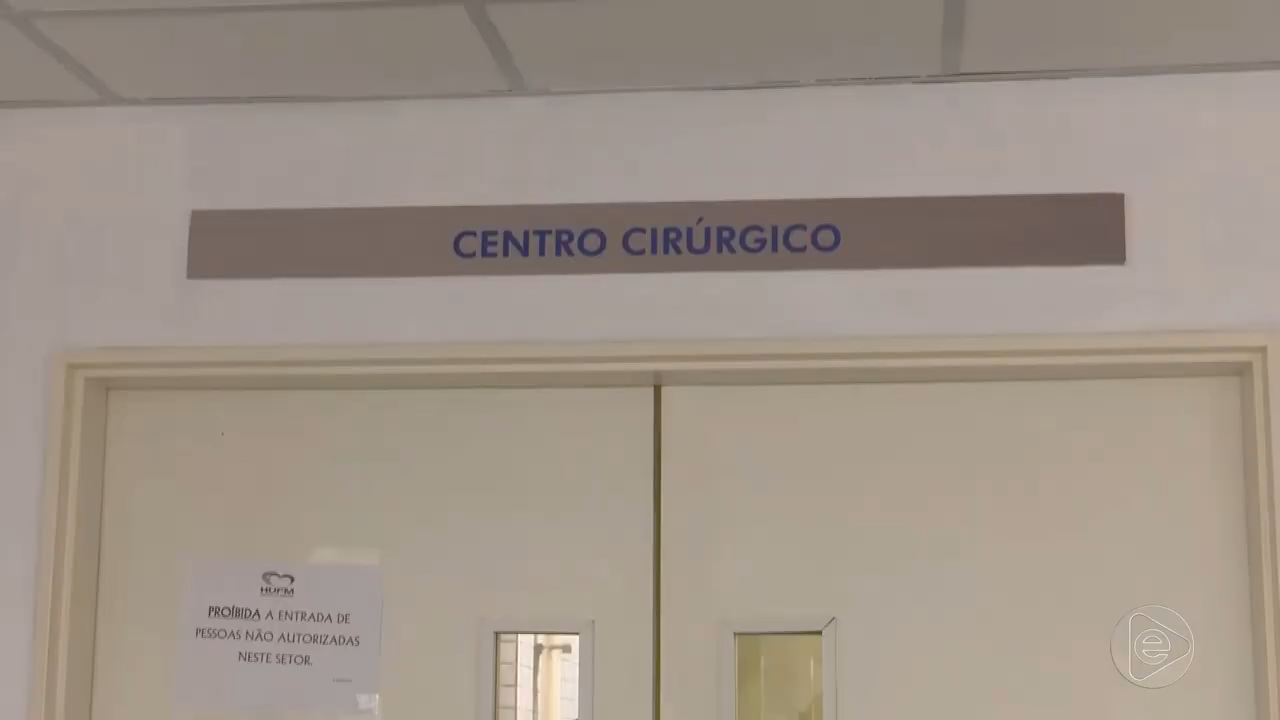 CENTRO CIRÚRGICO
HUFM
PROÍBIDA A ENTRADA DE
PESSOAS NÃO AUTORIZADAS
NESTE SETOR.
e